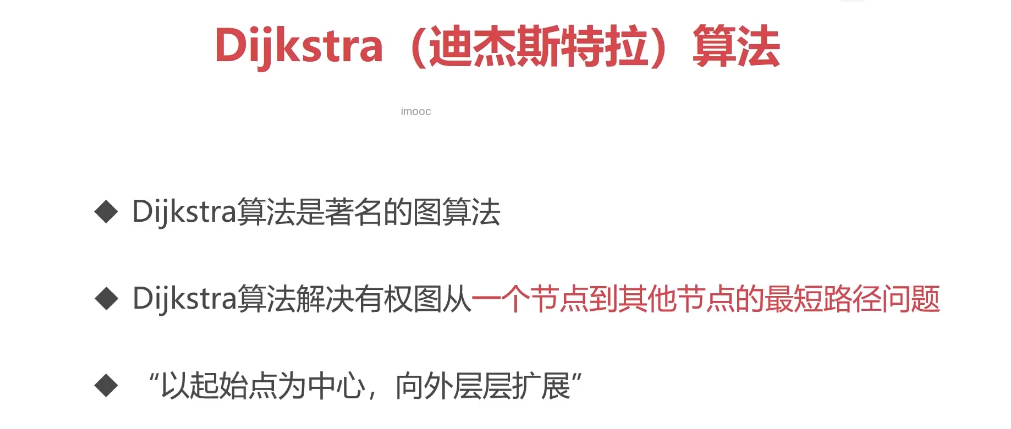 Dijkstra（迪杰斯特拉）算法
imooc
◆ Dijkstra算法是著名的图算法
◆ Dijkstra算法解决有权图从一个节点到其他节点的最短路径问题
◆ “以起始点为中心，向外层层扩展”